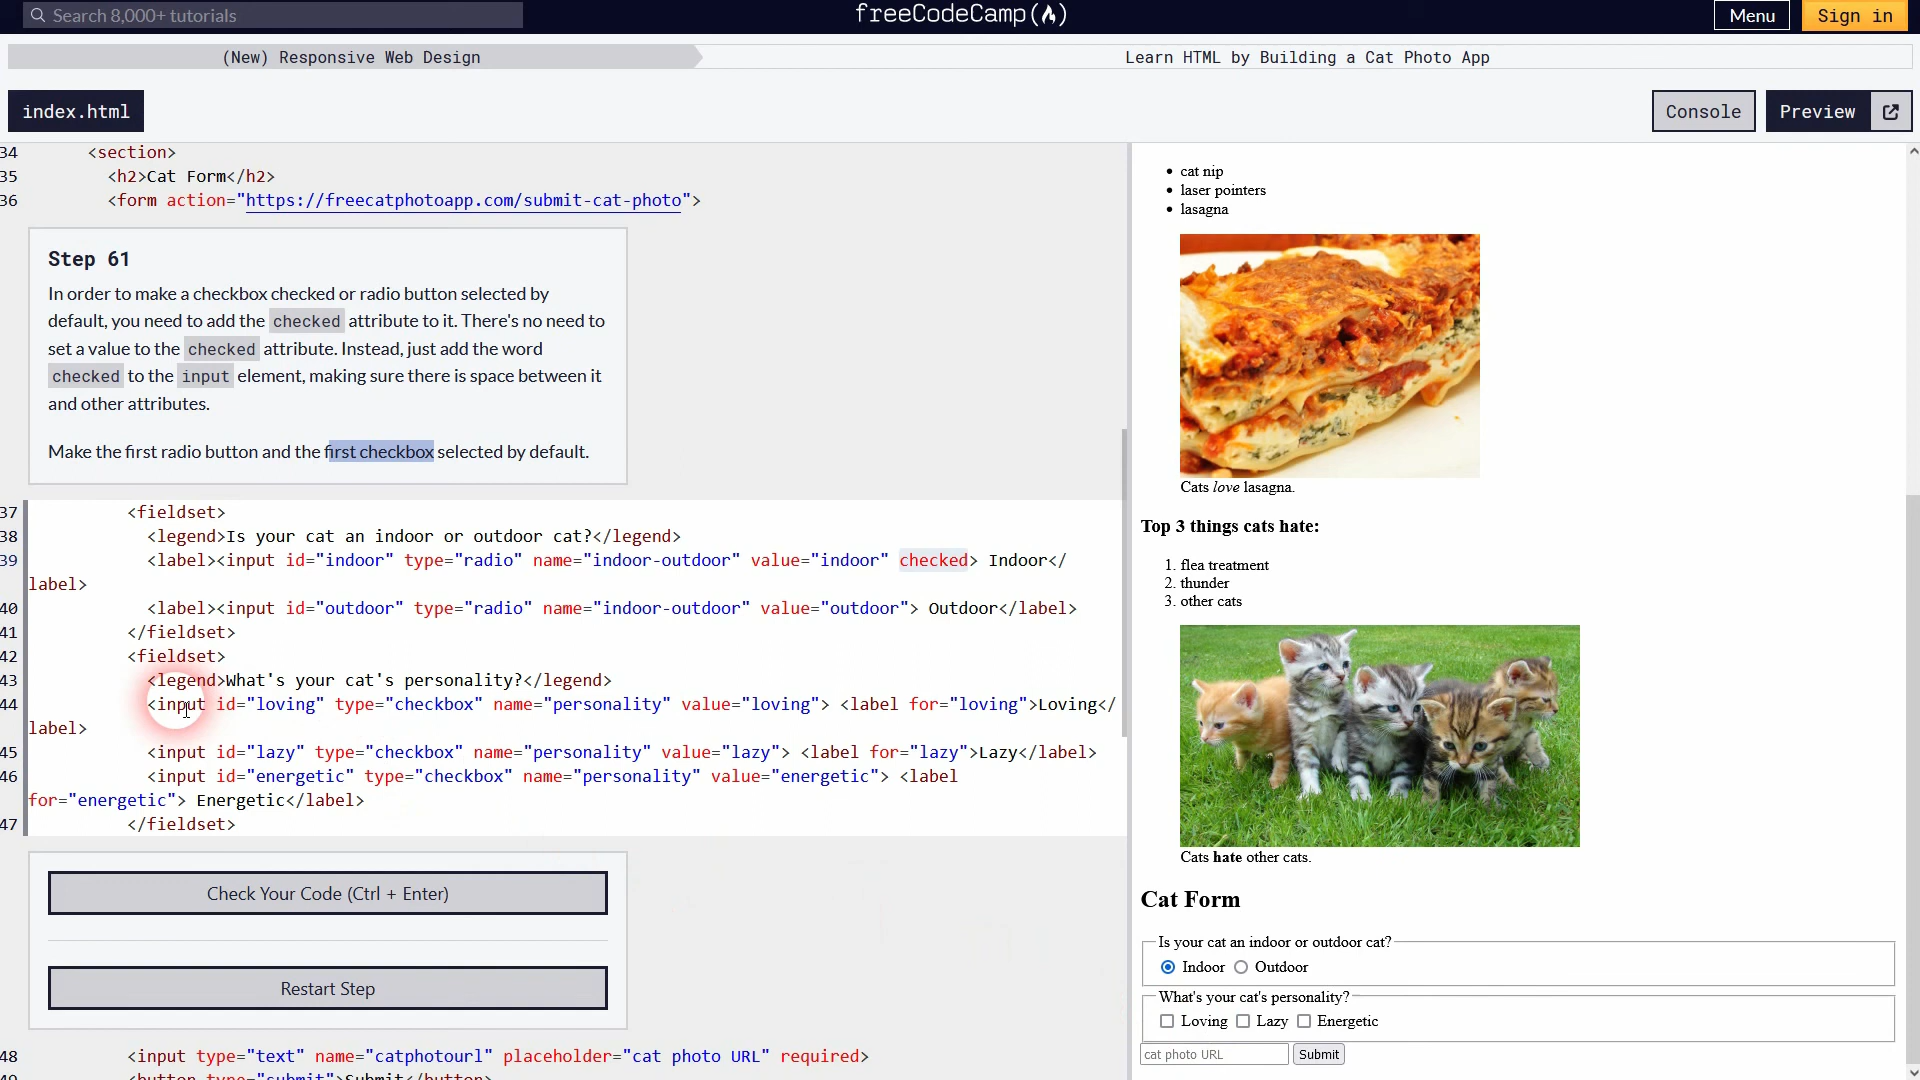 Search 8,000+ tutorials
freeCodeCamp
Menu
Sign in
(New) Responsive Web Design
Learn HTML by Building a Cat Photo App
index.html
Console
Preview
34 <section>
35 <h2>Cat Form</h2>
36 <form action="https://freecatphotoapp.com/submit-cat-photo">
Step 61
In order to make a checkbox checked or radio button selected by
default, you need to add the checked attribute to it. There's no need to
set a value to the checked attribute. Instead, just add the word
checked to the input element, making sure there is space between it
and other attributes.
Make the first radio button and the first checkbox selected by default.
37 <fieldset>
38 <legend>Is your cat an indoor or outdoor cat?</legend>
39 <label><input id="indoor" type="radio" name="indoor-outdoor" value="indoor" checked> Indoor</
label>
40 <label><input id="outdoor" type="radio" name="indoor-outdoor" value="outdoor"> Outdoor</label>
41 </fieldset>
42 <fieldset>
43 <legend>What's your cat's personality?</legend>
44 <input id="loving" type="checkbox" name="personality" value="loving"> <label for="loving">Loving</
label>
45 <input id="lazy" type="checkbox" name="personality" value="lazy"> <label for="lazy">Lazy</label>
46 <input id="energetic" type="checkbox" name="personality" value="energetic"> <label
for="energetic"> Energetic</label>
47 </fieldset>
Check Your Code (Ctrl + Enter)
Restart Step
48 <input type="text" name="catphotourl" placeholder="cat photo URL" required>
49 <button type="submit">Submit</button>
cat nip
laser pointers
lasagna
Cats love lasagna.
Top 3 things cats hate:
1. flea treatment
2. thunder
3. other cats
Cats hate other cats.
Cat Form
Is your cat an indoor or outdoor cat?
Indoor Outdoor
What's your cat's personality?
Loving Lazy Energetic
cat photo URL
Submit